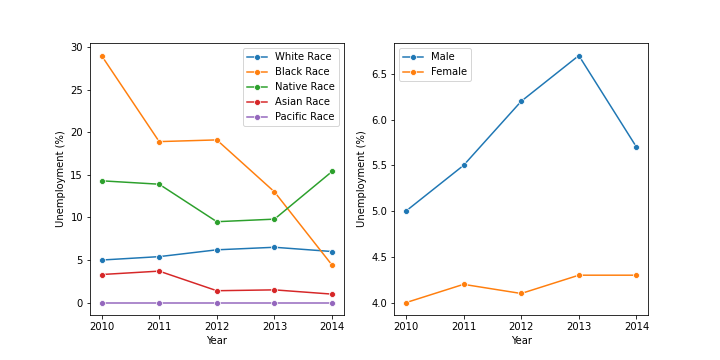 White Race
Black Race
Native Race
Asian Race
Pacific Race
30
25
20
15
10
5
0
Unemployment (%)
2010 2011 2012 2013 2014
Year
Male
Female
6.5
6.0
5.5
5.0
4.5
4.0
Unemployment (%)
2010 2011 2012 2013 2014
Year